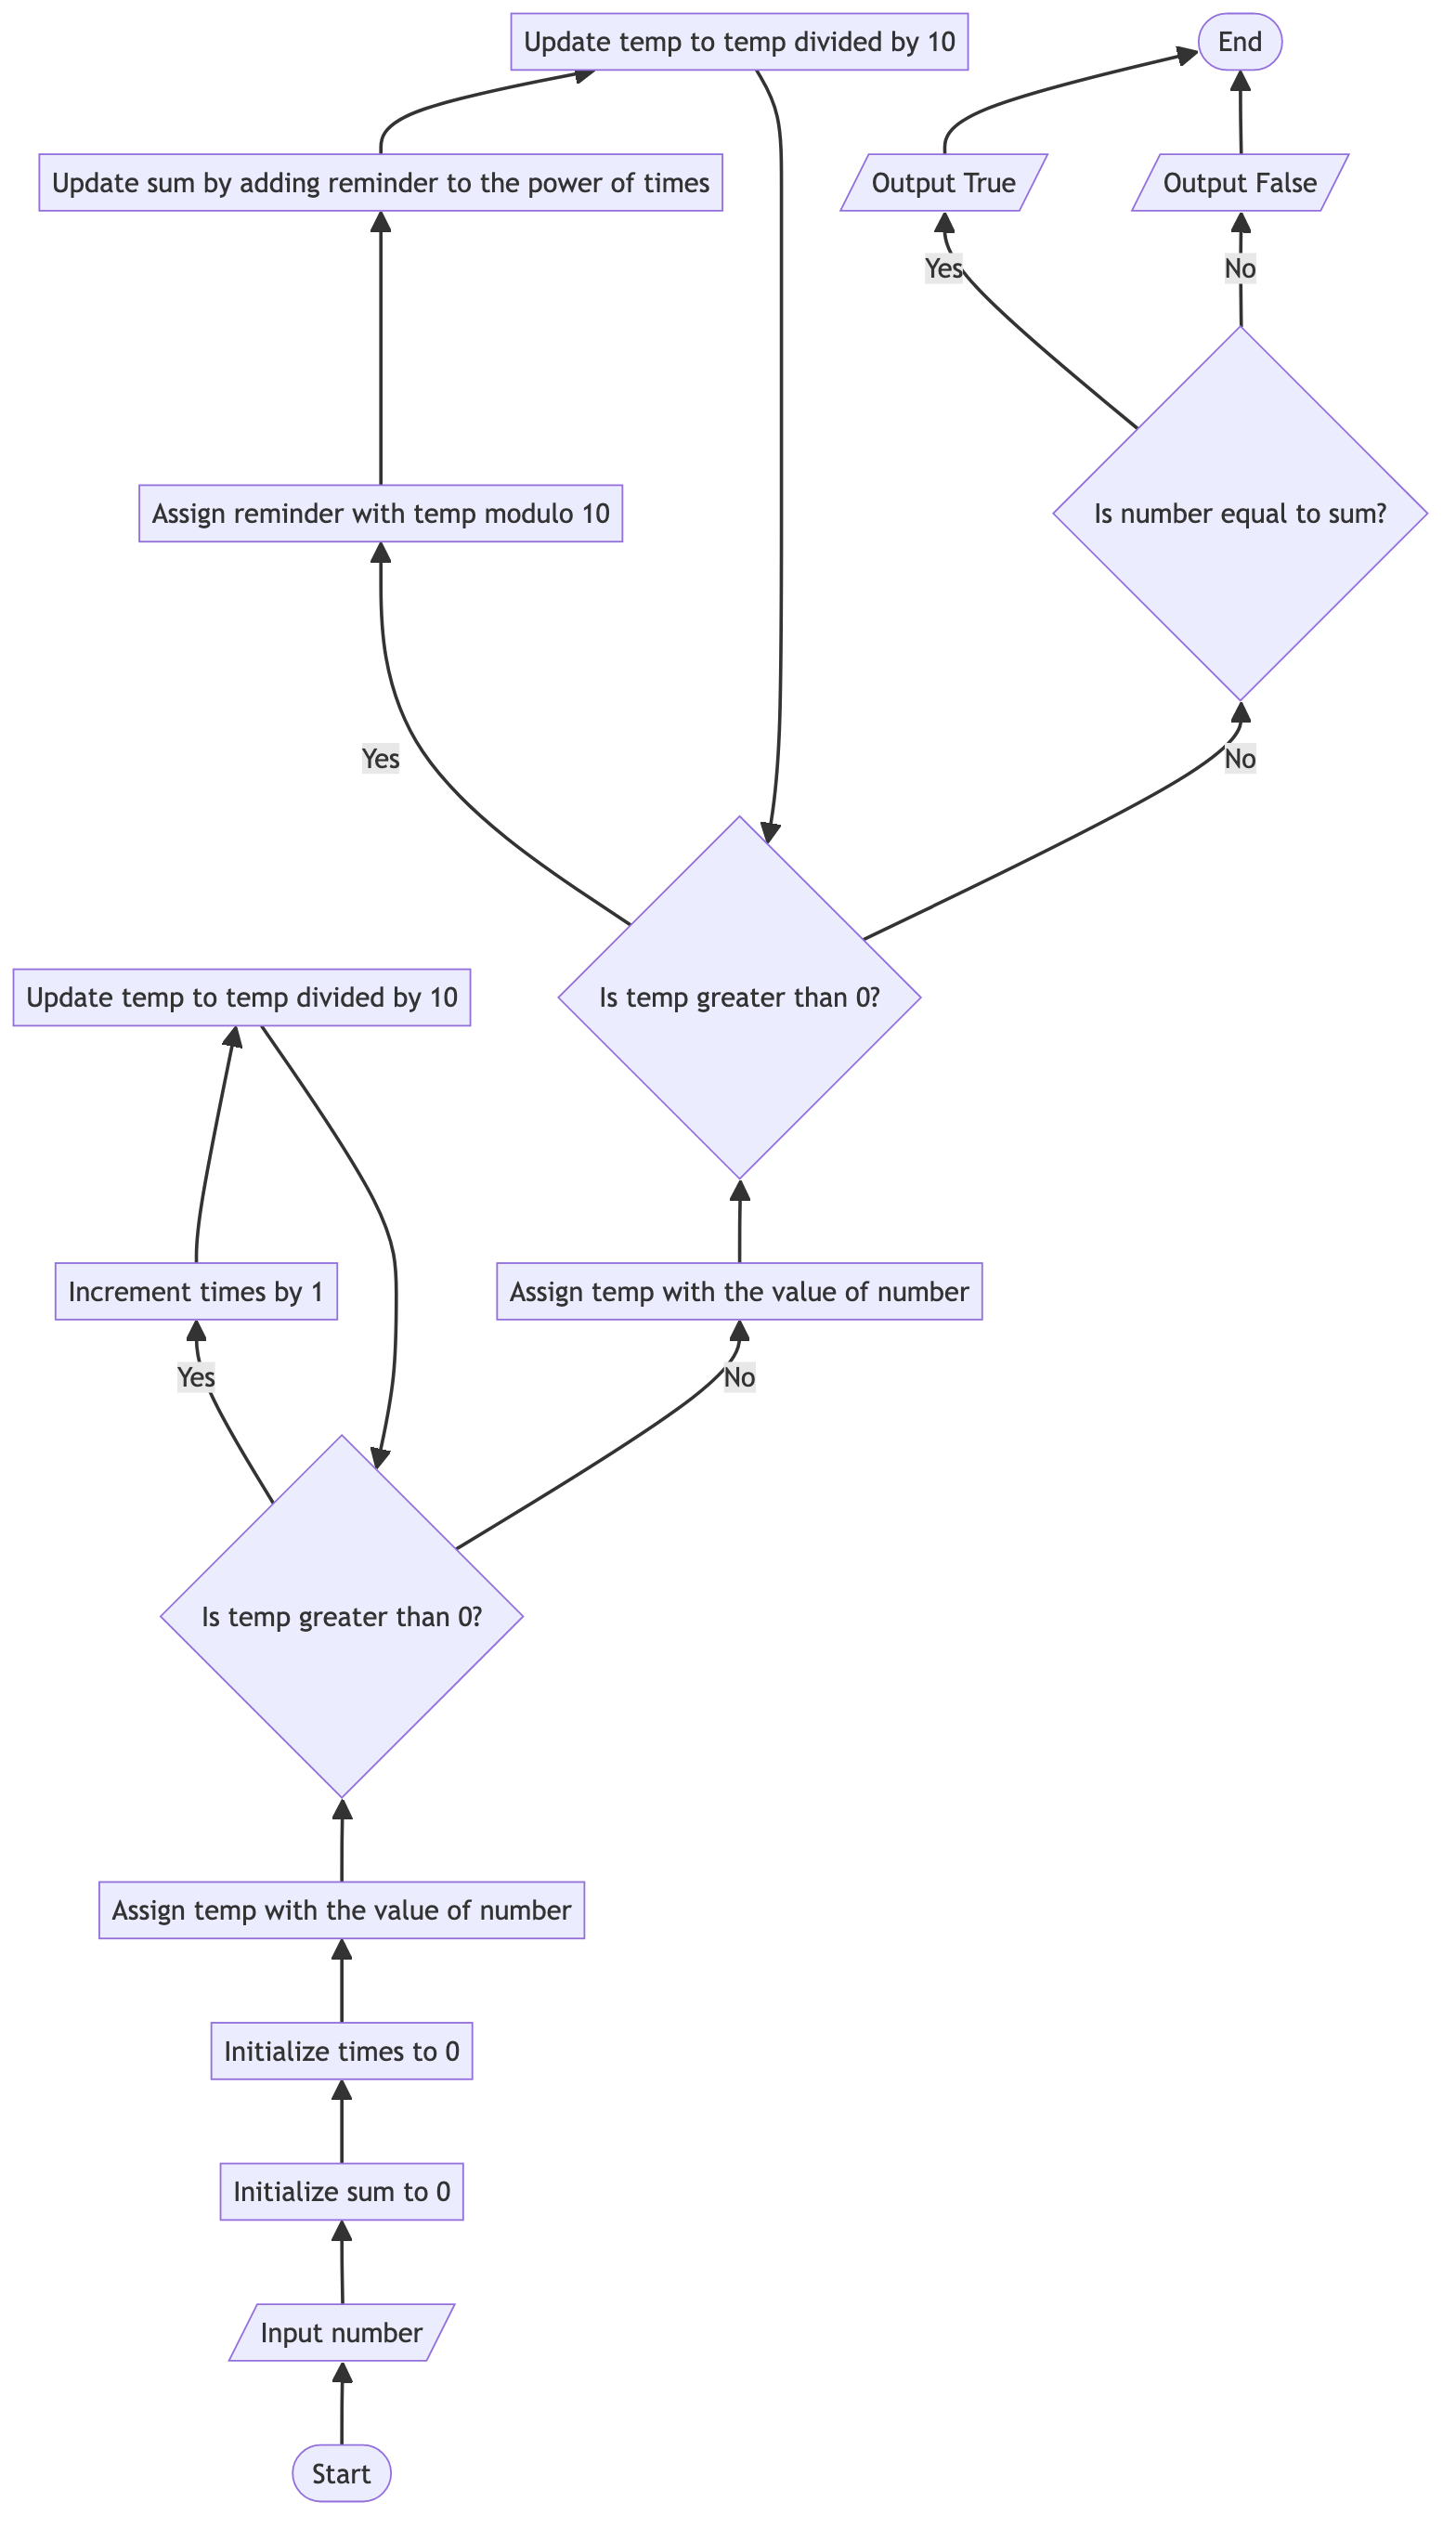 Update temp to temp divided by 10
End
Update sum by adding reminder to the power of times
Output True
Output False
Yes
No
Assign reminder with temp modulo 10
Is number equal to sum?
Yes
No
Update temp to temp divided by 10
Is temp greater than 0?
Increment times by 1
Assign temp with the value of number
Yes
No
Is temp greater than 0?
Assign temp with the value of number
Initialize times to 0
Initialize sum to 0
Input number
Start